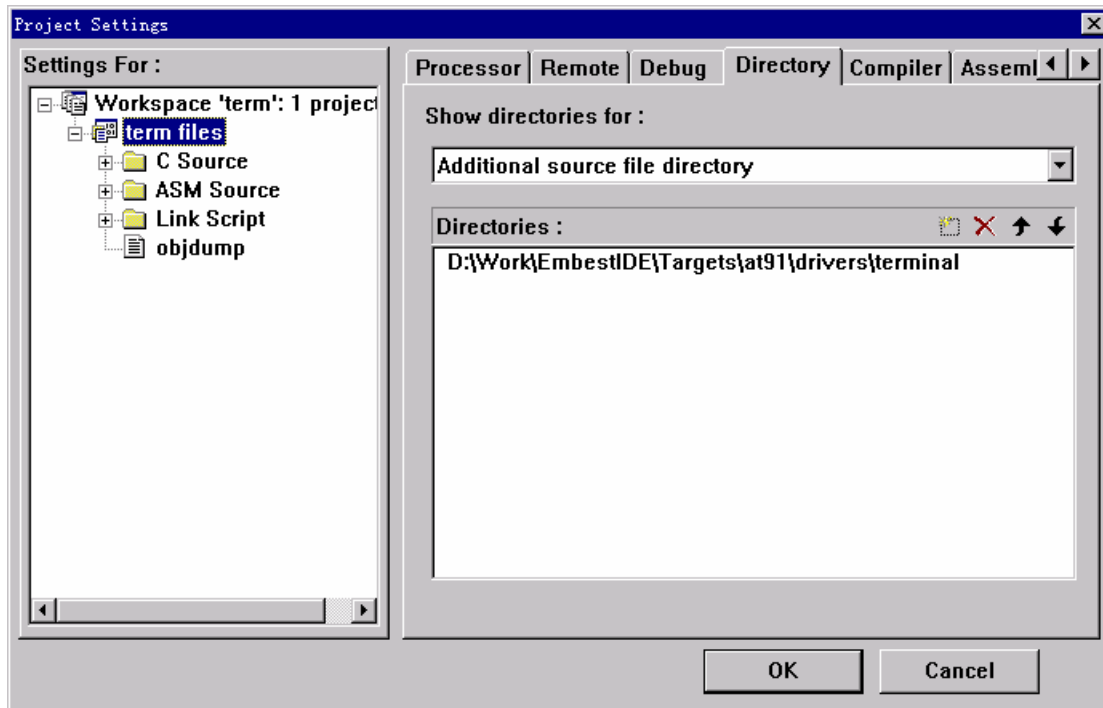 Project Settings
Settings For :
Workspace 'term': 1 project
term files
C Source
ASM Source
Link Script
objdump
Processor Remote Debug Directory Compiler Assembl
Show directories for :
Additional source file directory
Directories :
D:\Work\EmbestIDE\Targets\at91\drivers\terminal
OK Cancel